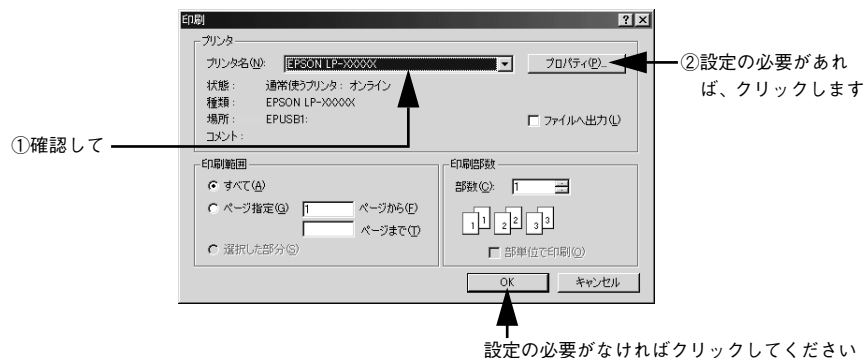 印刷
プリンタ
プリンタ名(N): EPSON LP-XXXXX プロパティ(P)...
②設定の必要があれ
ば、クリックします
状態: 通常使うプリンタ: オンライン
種類: EPSON LP-XXXXX
場所: EPUSB1:
コメント:
ファイルへ出力(L)
①確認して
印刷範囲
すべて(A)
ページ指定(G) 1 ページから(F)
ページまで(T)
選択した部分(S)
印刷部数
部数(C): 1
1 1 2 2 3 3
部単位で印刷(O)
OK キャンセル
設定の必要がなければクリックしてください